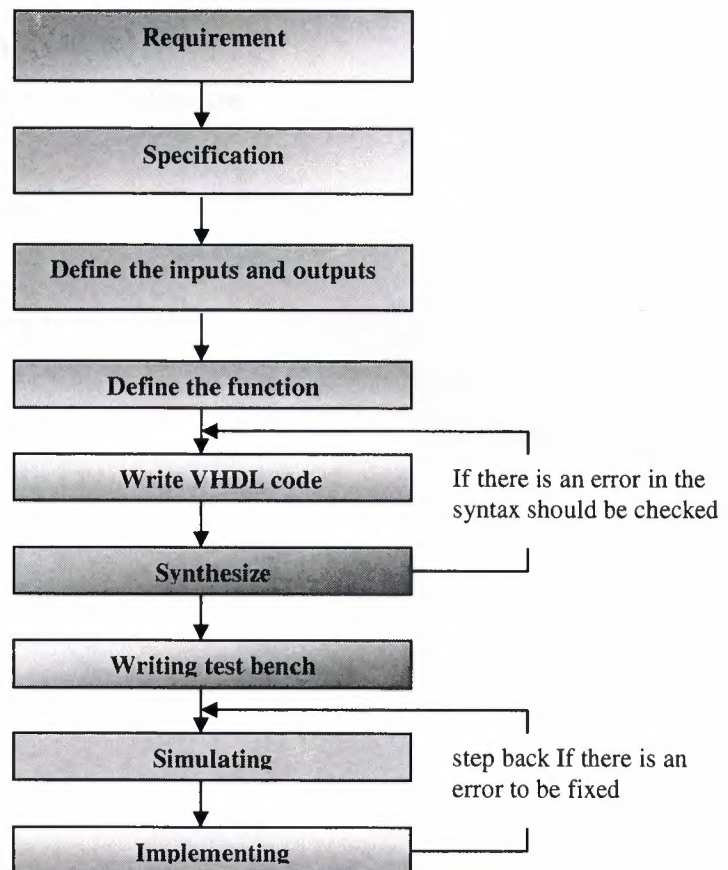 Requirement
Specification
Define the inputs and outputs
Define the function
Write VHDL code
If there is an error in the
syntax should be checked
Synthesize
Writing test bench
Simulating
step back If there is an
error to be fixed
Implementing